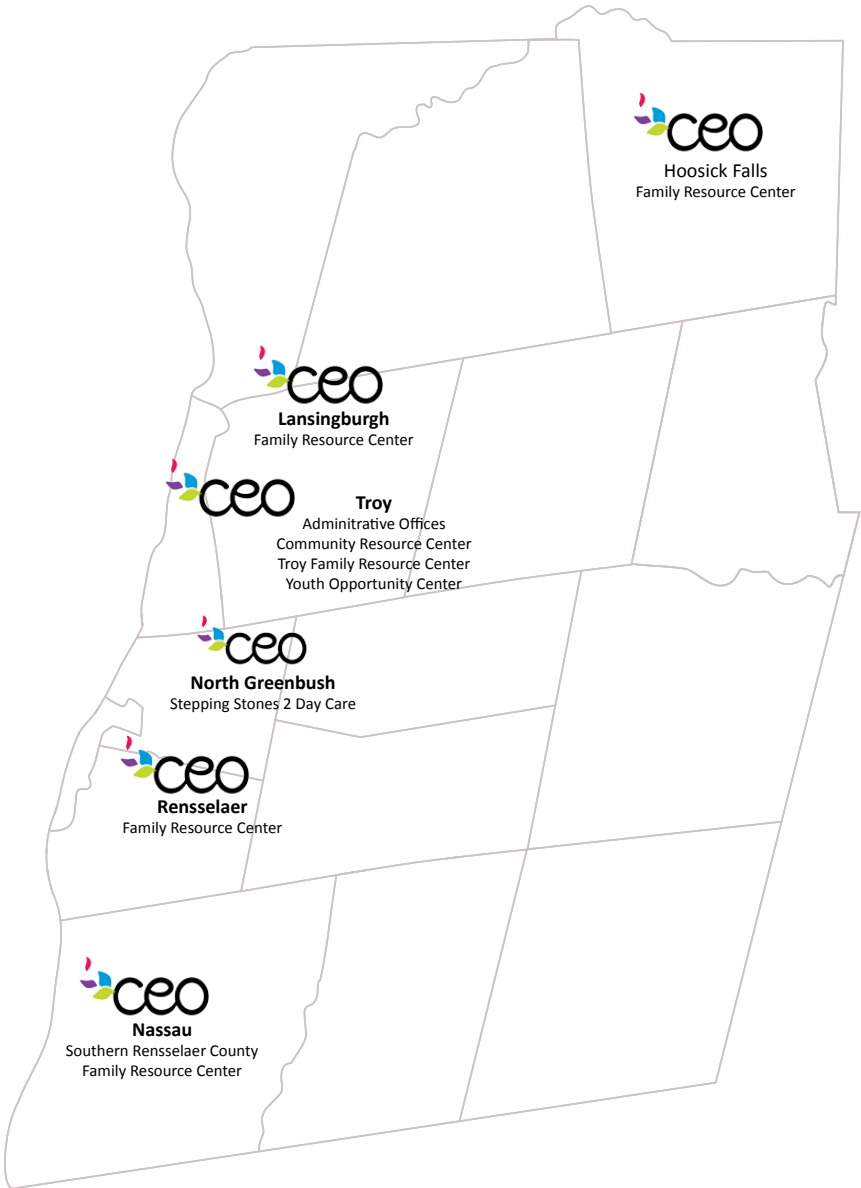 ceo
Hoosick Falls
Family Resource Center
ceo
Lansingburgh
Family Resource Center
ceo
Troy
Adminitrative Offices
Community Resource Center
Troy Family Resource Center
Youth Opportunity Center
ceo
North Greenbush
Stepping Stones 2 Day Care
ceo
Rensselaer
Family Resource Center
ceo
Nassau
Southern Rensselaer County
Family Resource Center